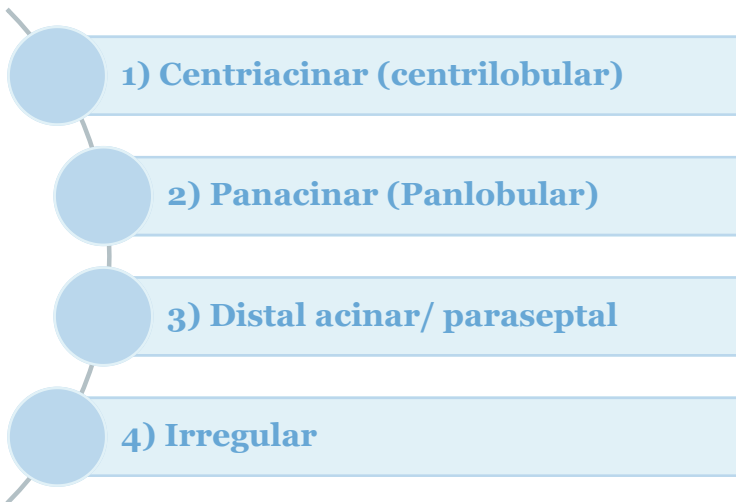 1) Centriacinar (centrilobular)
2) Panacinar (Panlobular)
3) Distal acinar/ paraseptal
4) Irregular